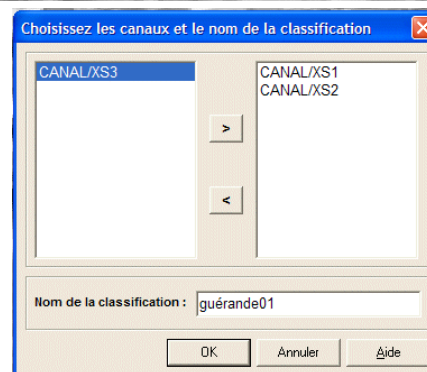 Choisissez les canaux et le nom de la classification
CANAL/XS3
CANAL/XS1
CANAL/XS2
>
<
Nom de la classification : guérande01
OK Annuler Aide